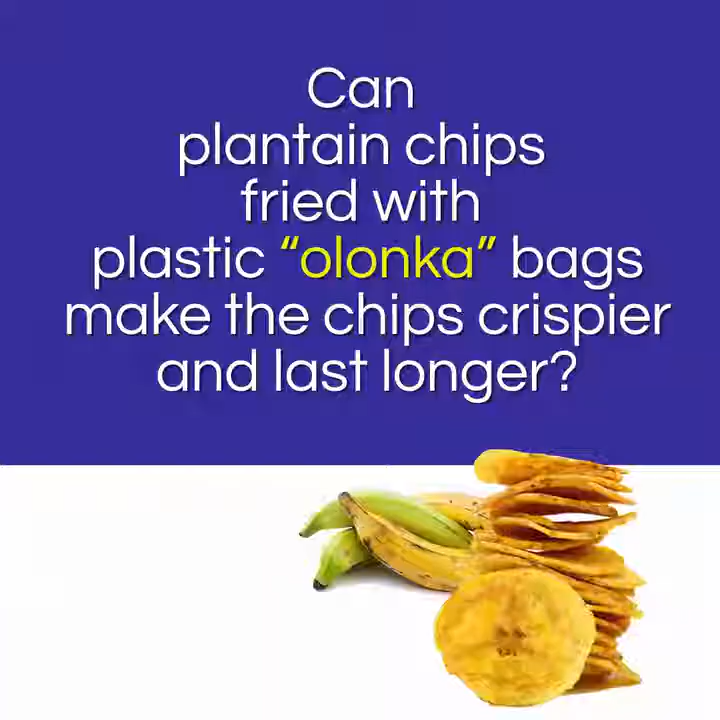 Can
plantain chips
fried with
plastic “olonka” bags
make the chips crispier
and last longer?